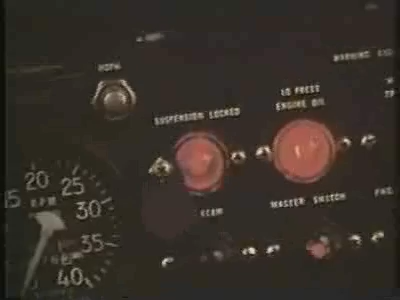 HORN
WARNING
SUSPENSION LOCKED
LO PRESS
ENGINE OIL
MASTER SWITCH
15 20 25 30 35 40
RPM